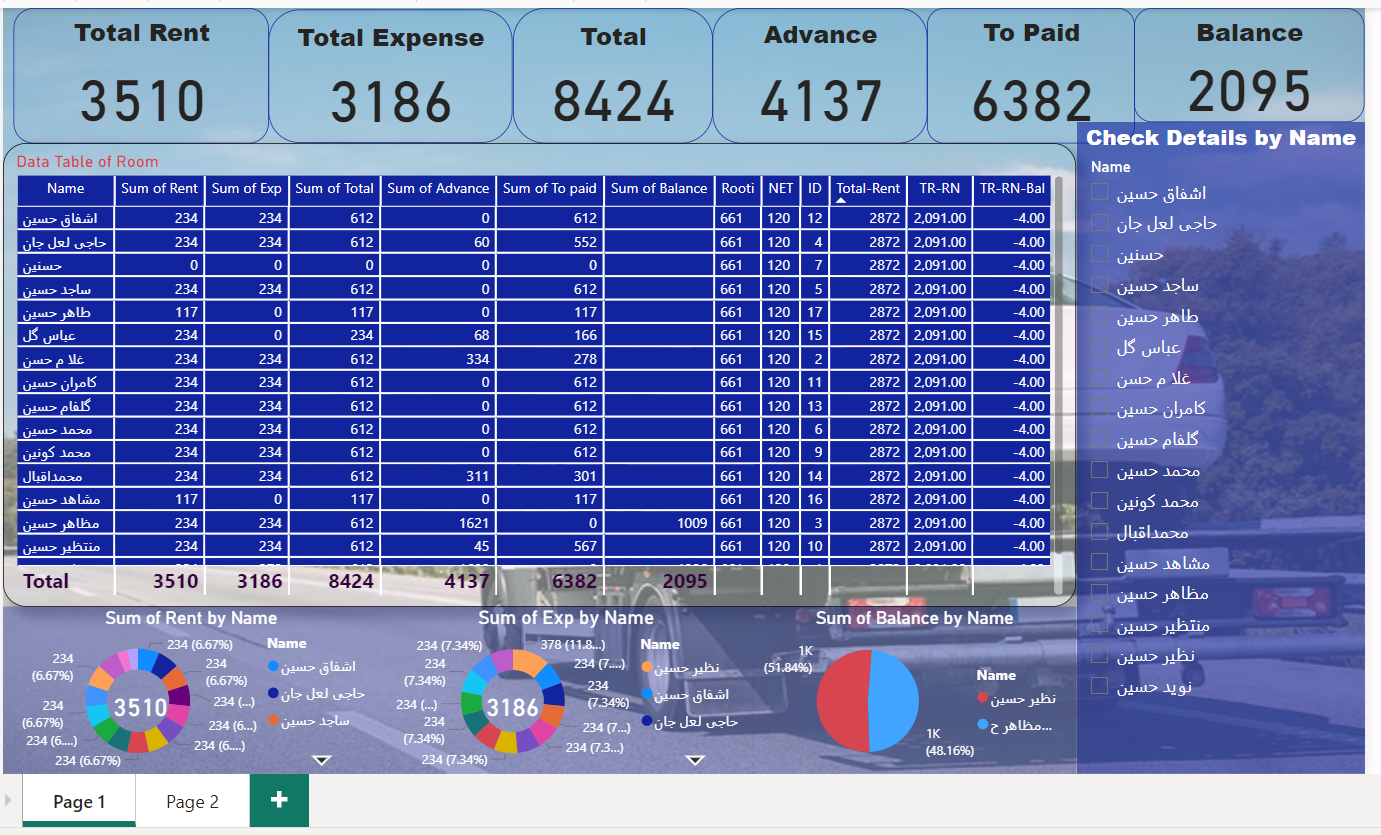 Total Rent
3510
Total Expense
3186
Total
8424
Advance
4137
To Paid
6382
Balance
2095
Data Table of Room
Name Sum of Rent Sum of Exp Sum of Total Sum of Advance Sum of To paid Sum of Balance Rooti NET ID Total-Rent TR-RN TR-RN-Bal
اشفاق حسین 234 234 612 0 612 661 120 12 2872 2,091.00 -4.00
حاجی لعل جان 234 234 612 60 552 661 120 4 2872 2,091.00 -4.00
حسنین 0 0 0 0 0 661 120 7 2872 2,091.00 -4.00
ساجد حسین 234 234 612 0 612 661 120 5 2872 2,091.00 -4.00
طاهر حسین 117 0 117 0 117 661 120 17 2872 2,091.00 -4.00
عباس گل 234 0 234 68 166 661 120 15 2872 2,091.00 -4.00
غلا م حسن 234 234 612 334 278 661 120 2 2872 2,091.00 -4.00
کامران حسین 234 234 612 0 612 661 120 11 2872 2,091.00 -4.00
گلفام حسین 234 234 612 0 612 661 120 13 2872 2,091.00 -4.00
محمد حسین 234 234 612 0 612 661 120 6 2872 2,091.00 -4.00
محمد کونین 234 234 612 0 612 661 120 9 2872 2,091.00 -4.00
محمداقبال 234 234 612 311 301 661 120 14 2872 2,091.00 -4.00
مشاهد حسین 117 0 117 0 117 661 120 16 2872 2,091.00 -4.00
مظاهر حسین 234 234 612 1621 0 1009 661 120 3 2872 2,091.00 -4.00
منتظیر حسین 234 234 612 45 567 661 120 10 2872 2,091.00 -4.00
Total 3510 3186 8424 4137 6382 2095
Check Details by Name
Name
اشفاق حسین
حاجی لعل جان
حسنین
ساجد حسین
طاهر حسین
عباس گل
غلا م حسن
کامران حسین
گلفام حسین
محمد حسین
محمد کونین
محمداقبال
مشاهد حسین
مظاهر حسین
منتظیر حسین
نظیر حسین
نوید حسین
Sum of Rent by Name
234 (6.67%)
234
(6.67%)
234 (...)
234 (6...)
234 (6....)
234 (6.67%)
234 (6....)
234
(6.67%)
234
(6.67%)
3510
Name
اشفاق حسین
حاجی لعل جان
ساجد حسین
Sum of Exp by Name
378 (11.8...)
234 (7....)
234
(7.34%)
234 (7...)
234 (7.3...)
234 (7.34%)
234
(7.34%)
234 (...)
234
(7.34%)
234 (7.34%)
3186
Name
نظیر حسین
اشفاق حسین
حاجی لعل جان
Sum of Balance by Name
1K
(51.84%)
1K
(48.16%)
Name
نظیر حسین
مظاهر ح...
Page 1
Page 2